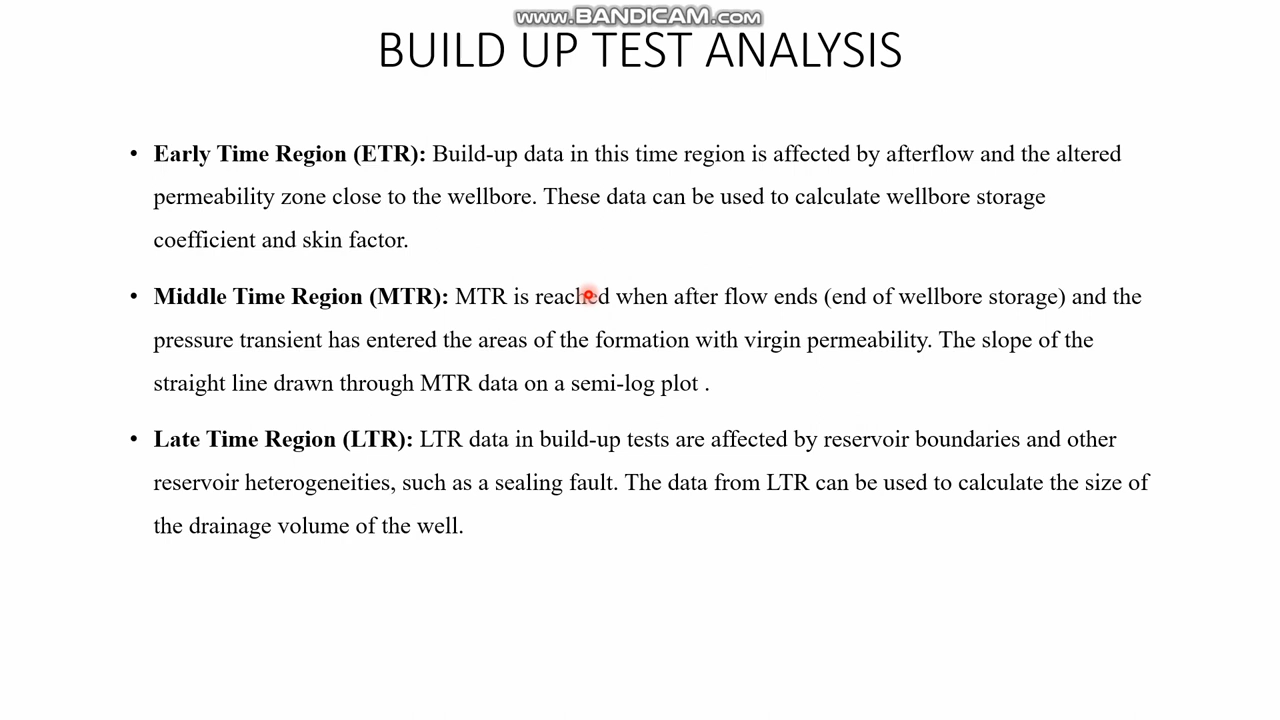 www.BANDICAM.com
BUILD UP TEST ANALYSIS
• Early Time Region (ETR): Build-up data in this time region is affected by afterflow and the altered
permeability zone close to the wellbore. These data can be used to calculate wellbore storage
coefficient and skin factor.
• Middle Time Region (MTR): MTR is reached when after flow ends (end of wellbore storage) and the
pressure transient has entered the areas of the formation with virgin permeability. The slope of the
straight line drawn through MTR data on a semi-log plot .
• Late Time Region (LTR): LTR data in build-up tests are affected by reservoir boundaries and other
reservoir heterogeneities, such as a sealing fault. The data from LTR can be used to calculate the size of
the drainage volume of the well.